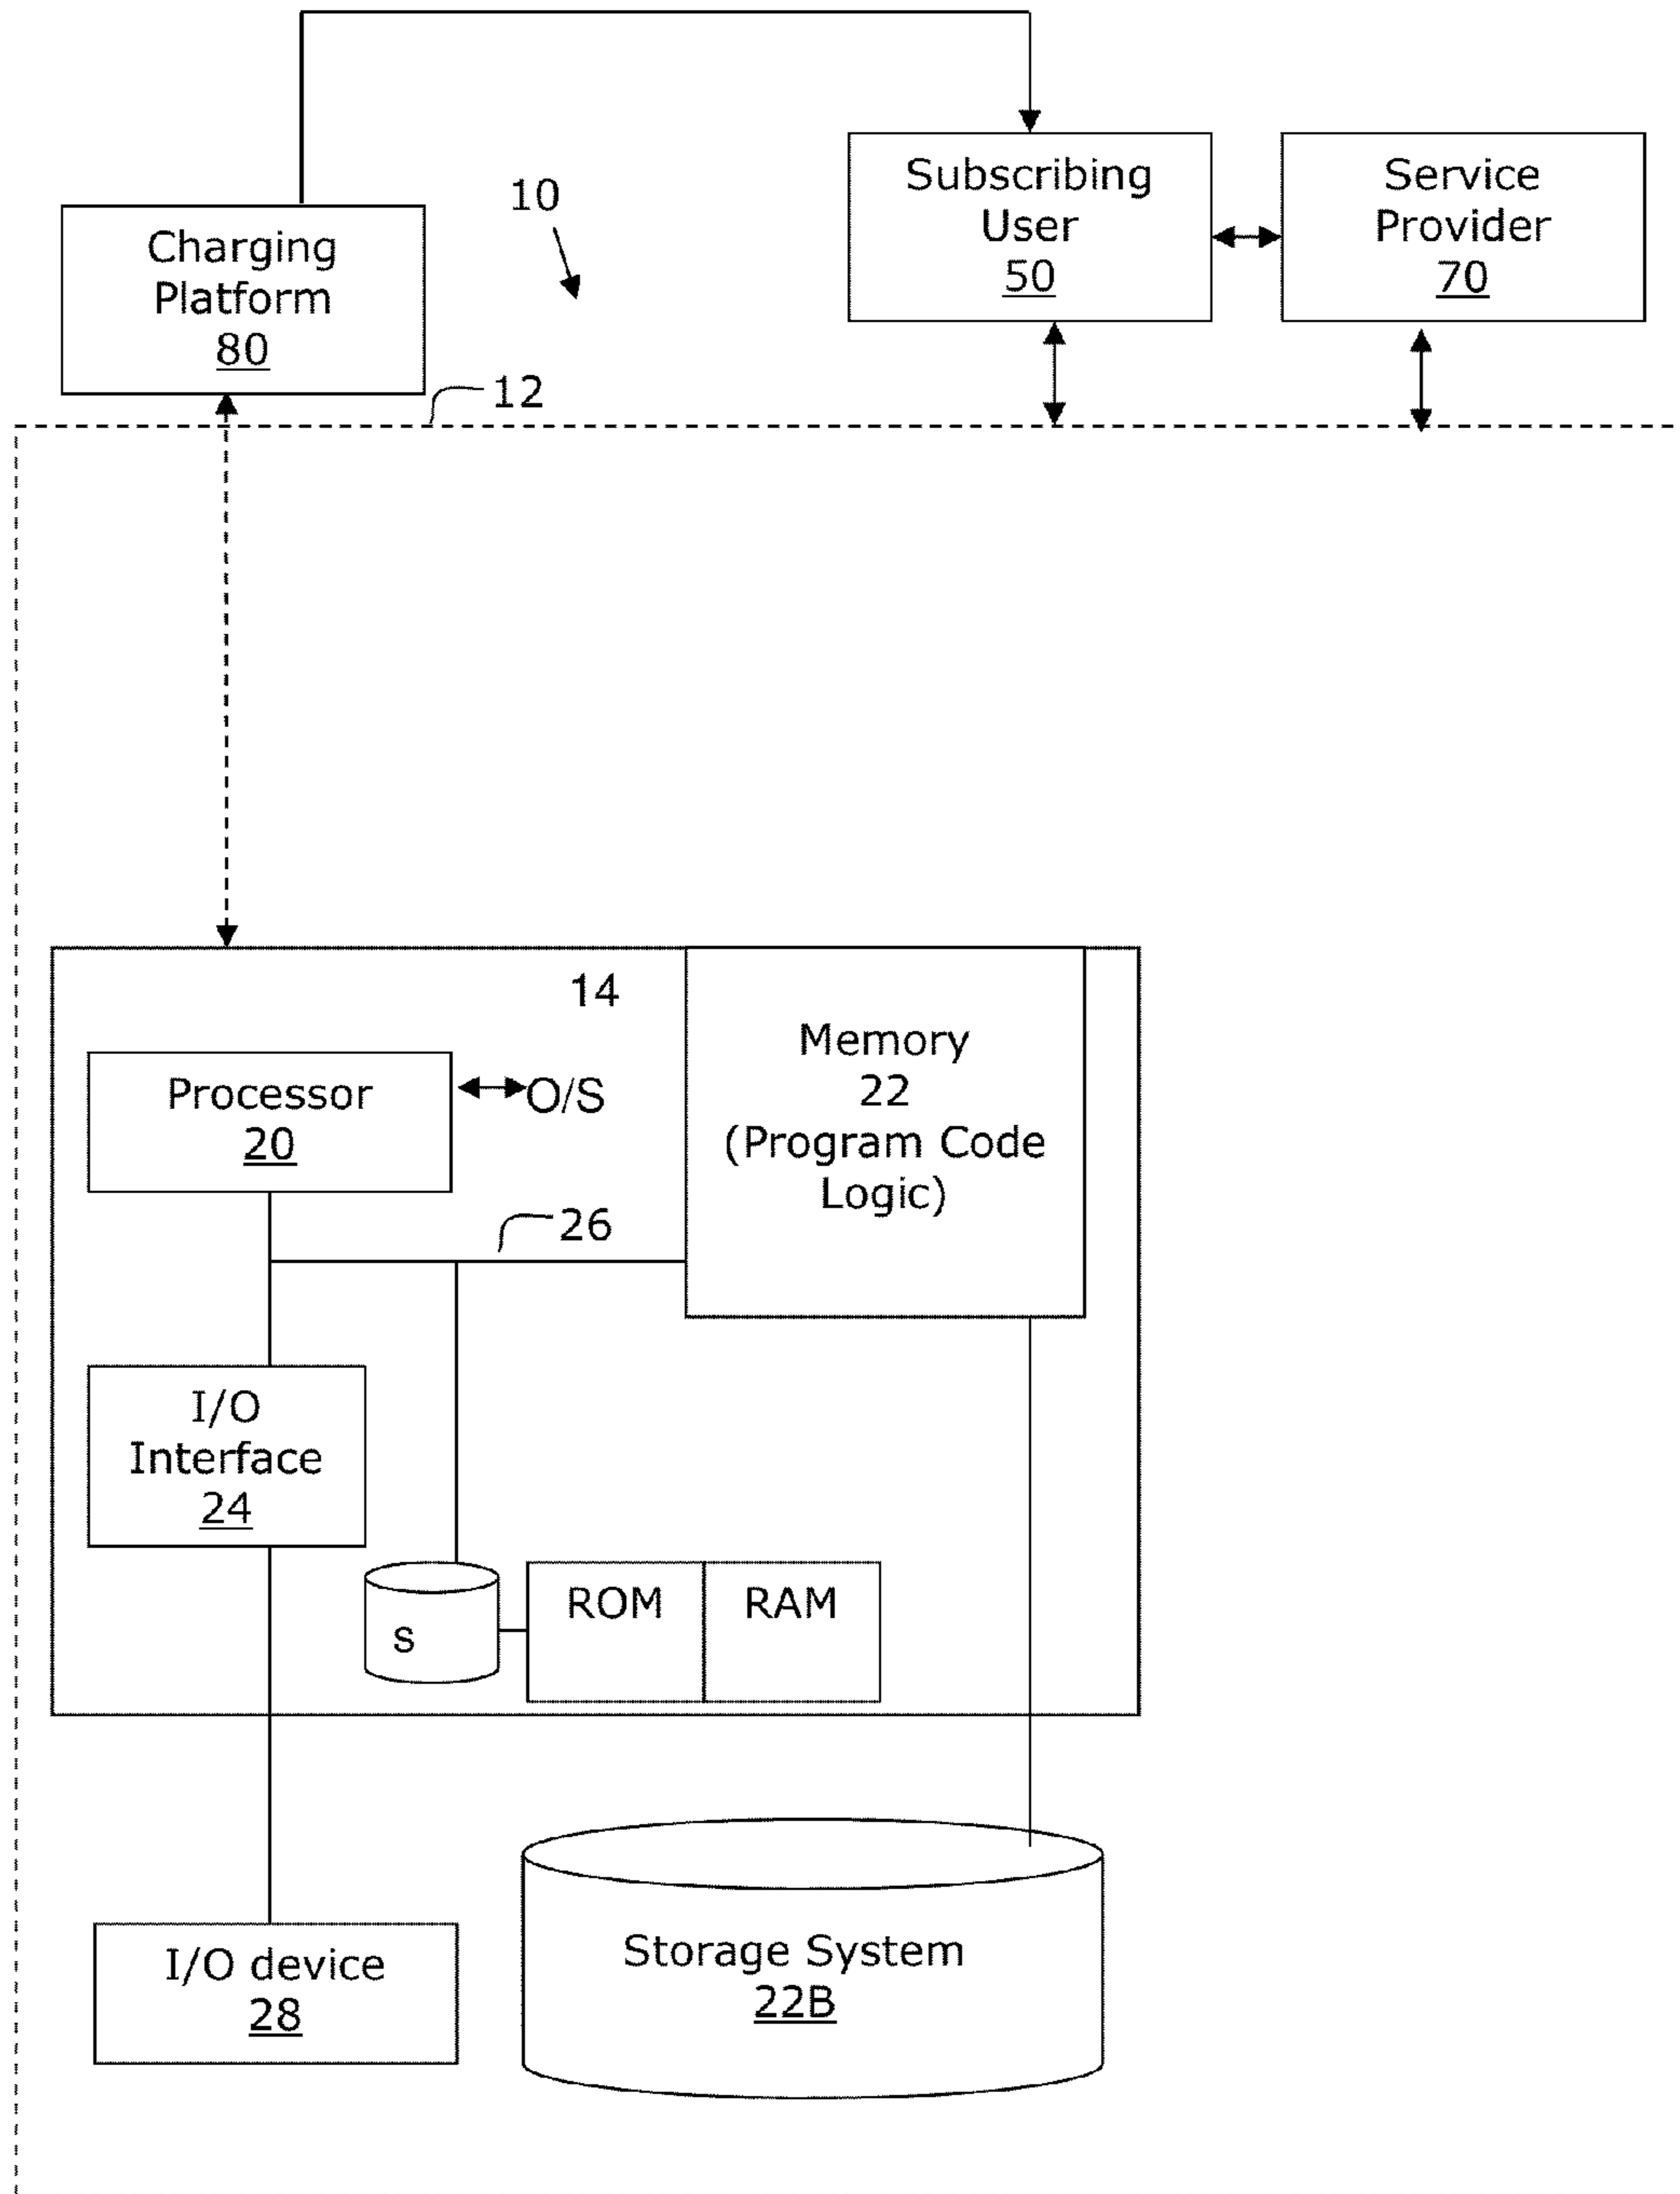 Subscribing
User
50
Service
Provider
70
10
Charging
Platform
80
12
14
Memory
22
(Program Code
Logic)
Processor
20
O/S
26
I/O
Interface
24
S
ROM
RAM
I/O device
28
Storage System
22B